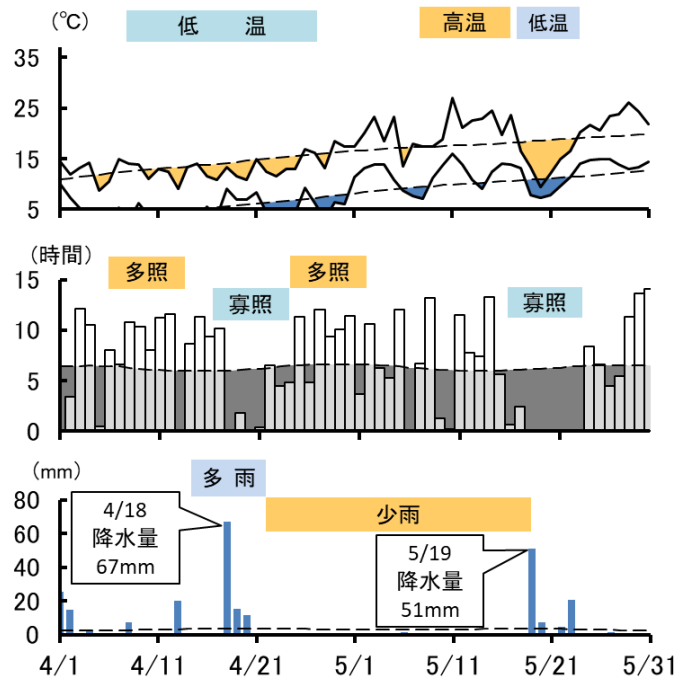 (℃)
低 温
高温
低温
35
25
15
5
(時間)
多照
多照
寡照
寡照
15
10
5
0
(mm)
多 雨
少雨
80
60
40
20
0
4/18
降水量
67mm
5/19
降水量
51mm
4/1 4/11 4/21 5/1 5/11 5/21 5/31